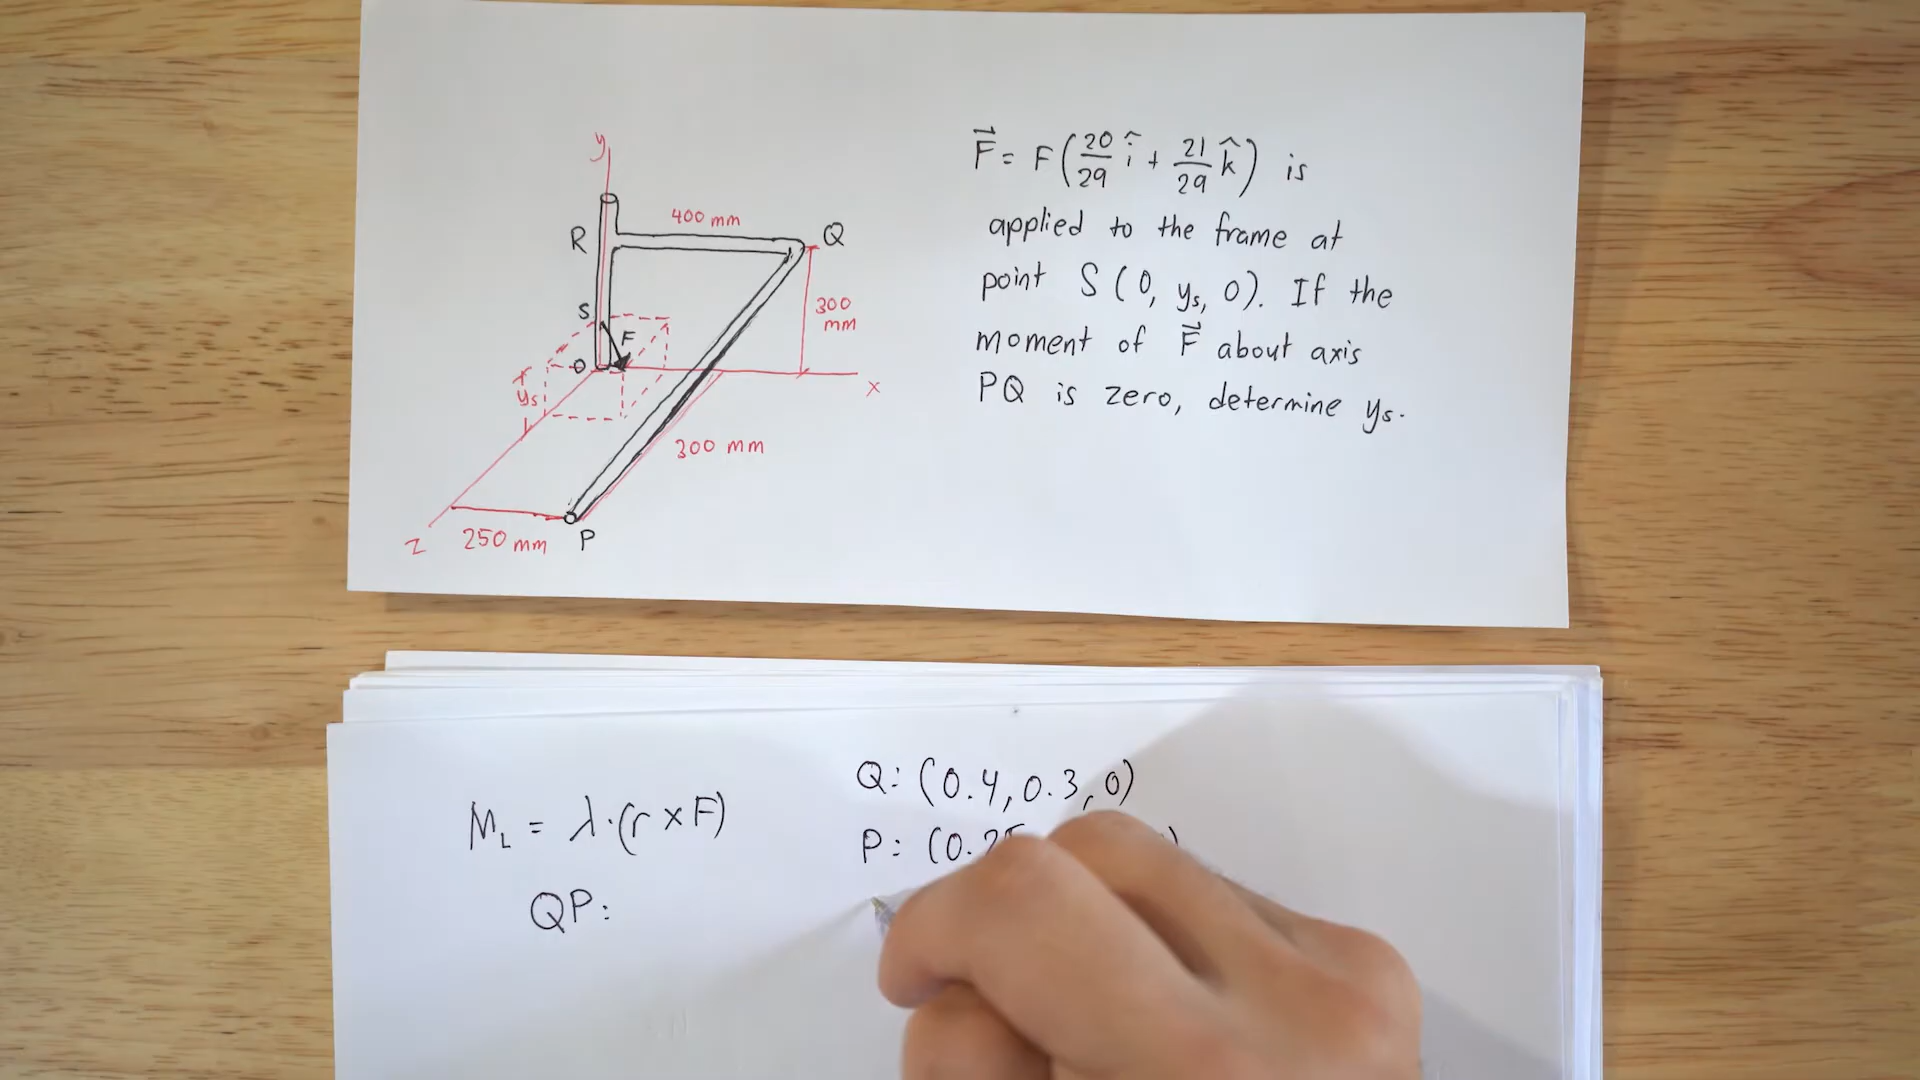 y
400 mm
R
Q
S
300
mm
F
O
ys
x
300 mm
z
250 mm
P
F⃗ = F(20/29 î + 21/29 k̂) is
applied to the frame at
point S (0, ys, 0). If the
moment of F⃗ about axis
PQ is zero, determine ys.
M_L = λ·(r × F)
QP:
Q: (0.4, 0.3, 0)
P: (0.2
)